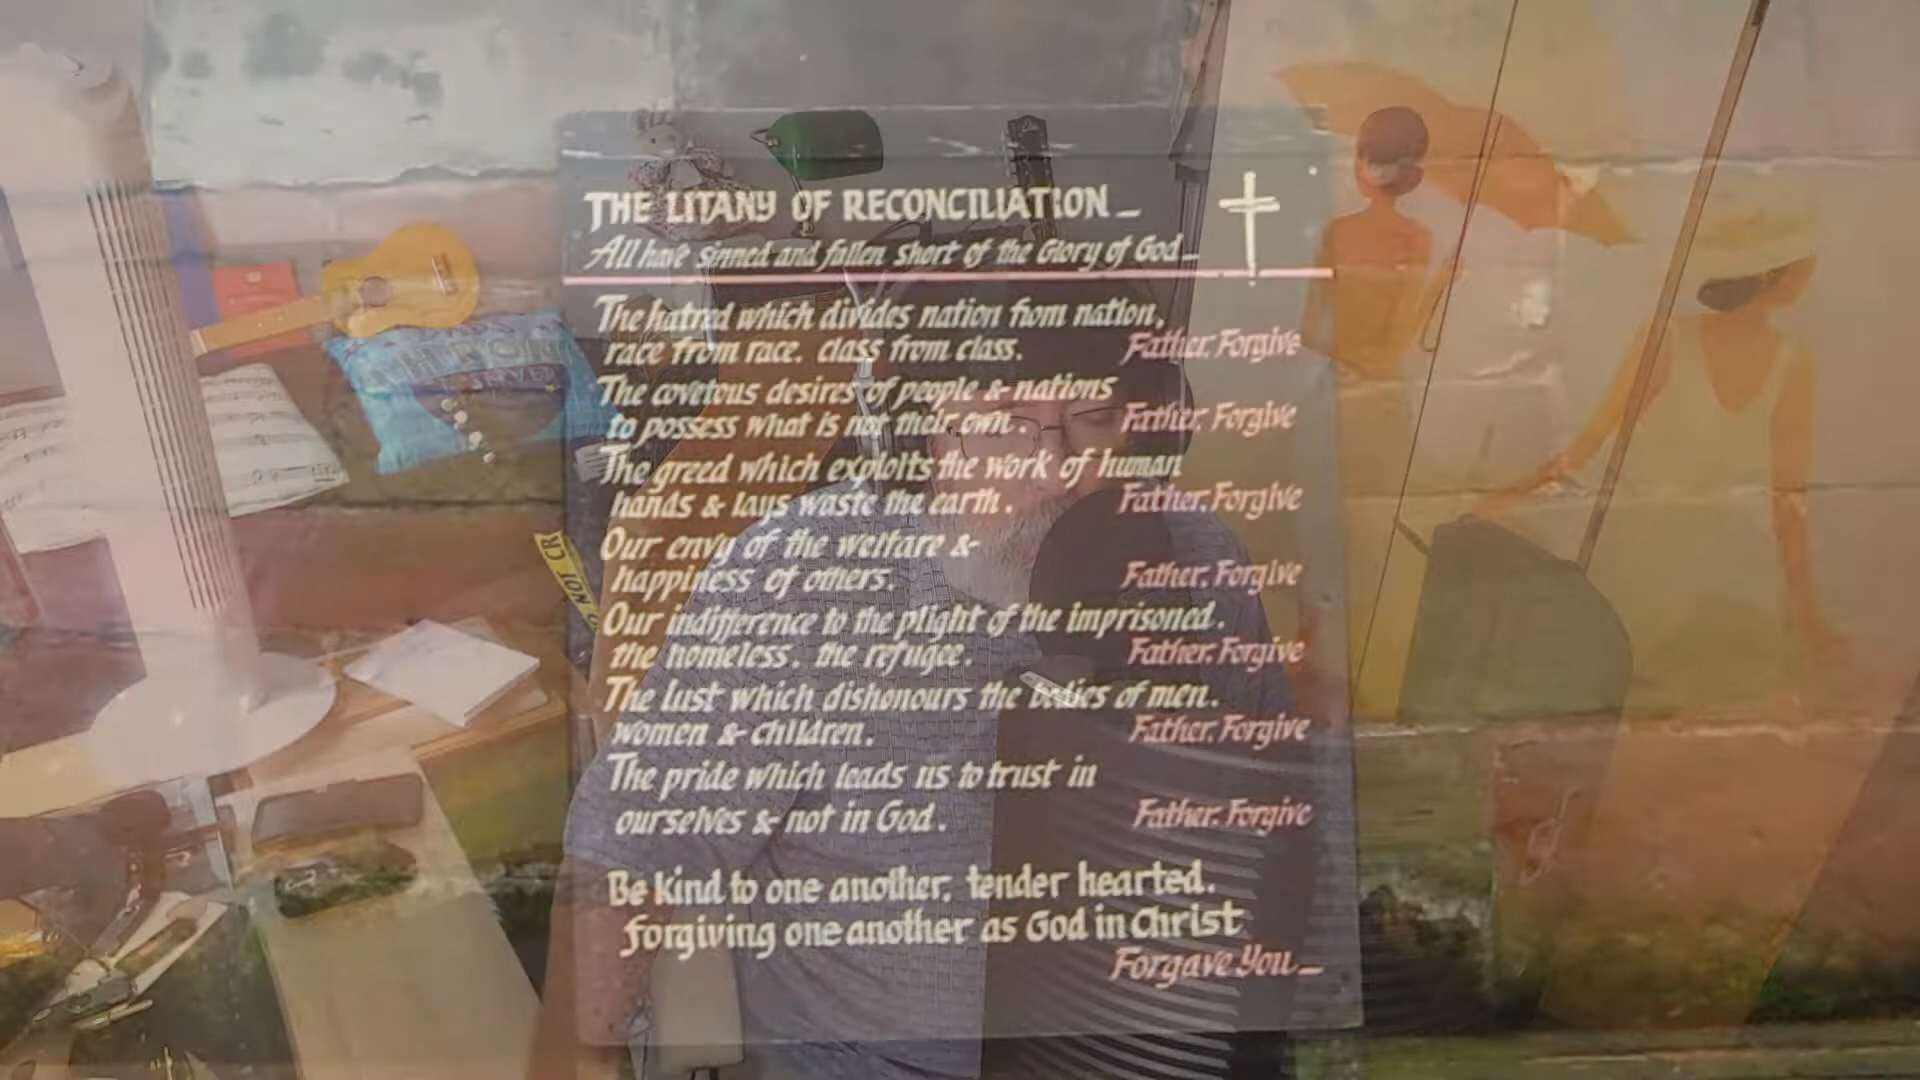 THE LITANY OF RECONCILIATION_
All have sinned and fallen short of the Glory of God_
The hatred which divides nation from nation,
race from race. class from class. Father, Forgive
The covetous desires of people & nations
to possess what is not their own. Father, Forgive
The greed which exploits the work of human
hands & lays waste the earth. Father, Forgive
Our envy of the welfare &
happiness of others. Father, Forgive
Our indifference to the plight of the imprisoned.
the homeless. the refugee. Father, Forgive
The lust which dishonours the bodies of men.
women & children. Father, Forgive
The pride which leads us to trust in
ourselves & not in God. Father, Forgive
Be kind to one another, tender hearted.
forgiving one another as God in Christ
Forgave You_
NOT CR